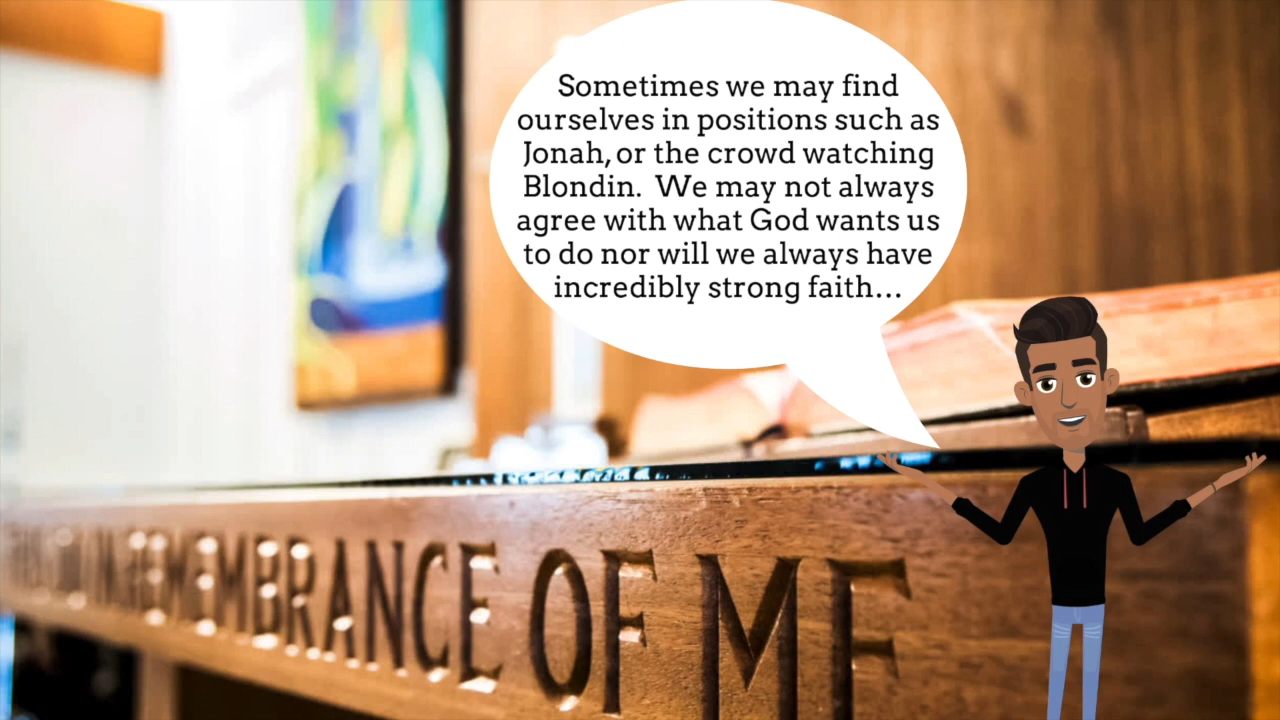 Sometimes we may find
ourselves in positions such as
Jonah, or the crowd watching
Blondin.  We may not always
agree with what God wants us
to do nor will we always have
incredibly strong faith...
IN REMEMBRANCE OF ME